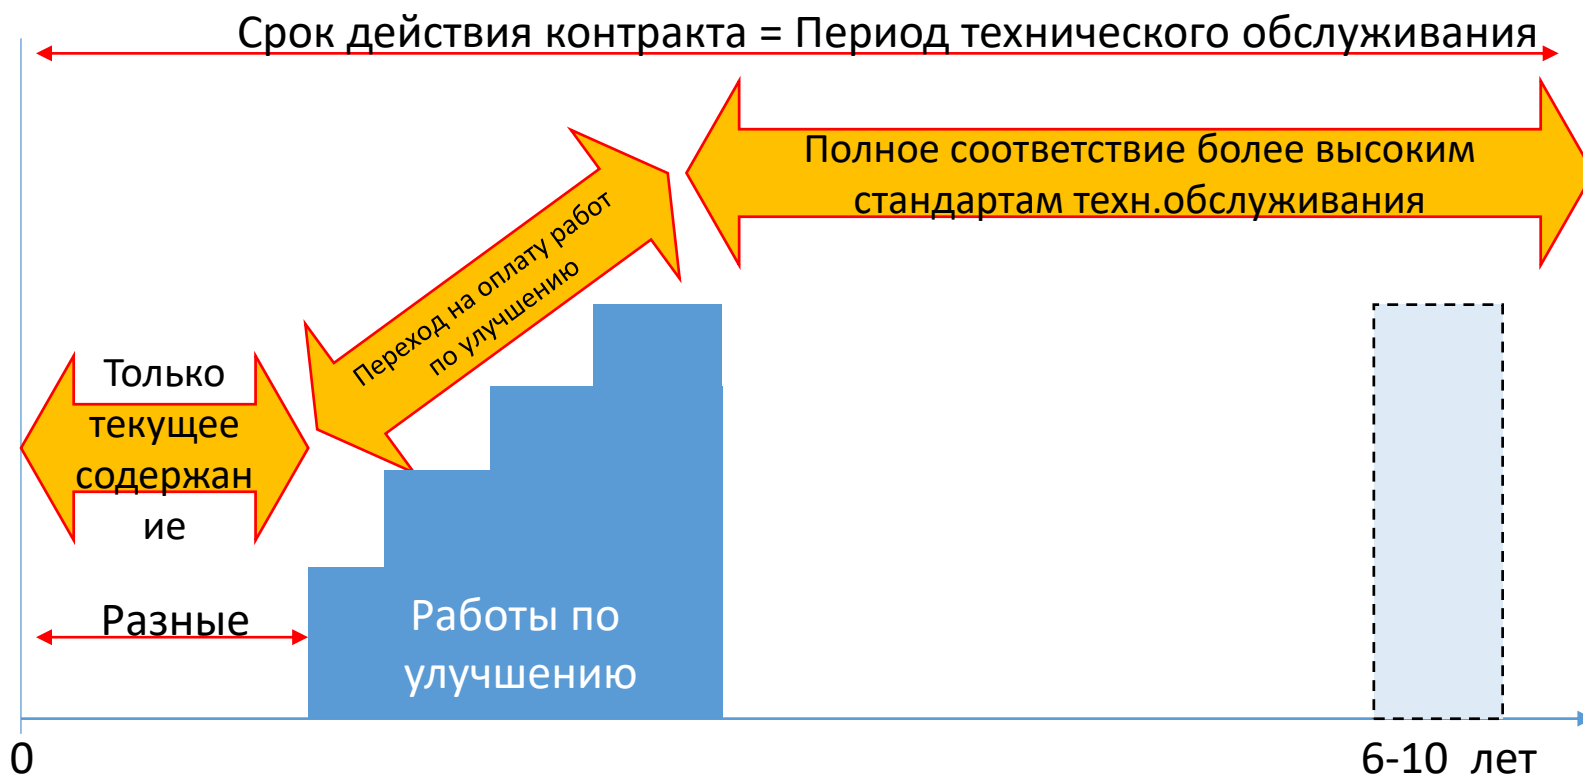 Срок действия контракта = Период технического обслуживания
Полное соответствие более высоким
стандартам техн.обслуживания
Переход на оплату работ
по улучшению
Только
текущее
содержан
ие
Разные
Работы по
улучшению
0
6-10 лет